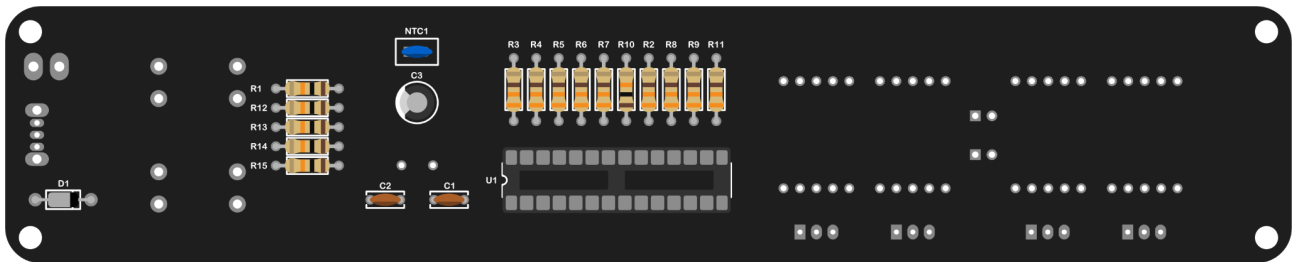 NTC1
R3 R4 R5 R6 R7 R10 R2 R8 R9 R11
C3
R1
R12
R13
R14
R15
U1
D1
C2
C1